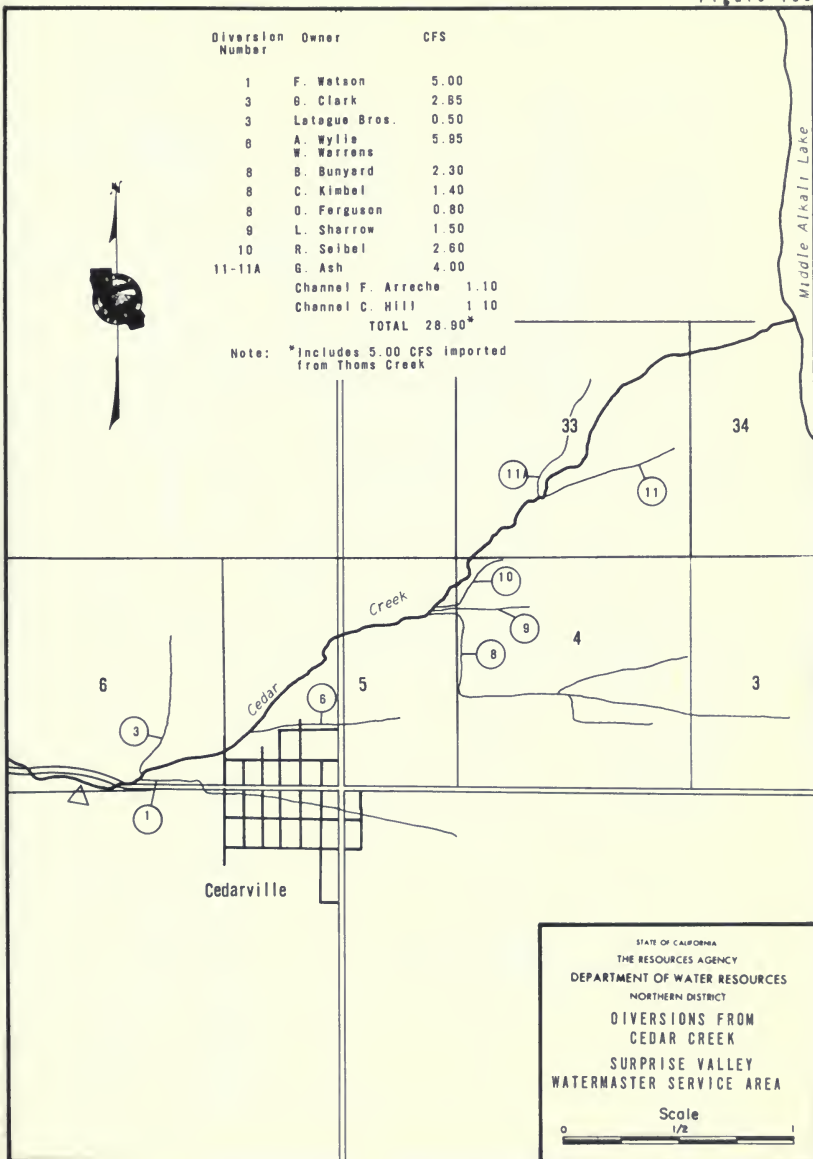 Figure
Diversion Number Owner CFS
1 F. Watson 5.00
3 G. Clark 2.85
3 Latague Bros. 0.50
6 A. Wylie 5.95
W. Warrens
8 B. Bunyard 2.30
8 C. Kimbel 1.40
8 O. Ferguson 0.80
9 L. Sharrow 1.50
10 R. Seibel 2.60
11-11A G. Ash 4.00
Channel F. Arreche 1.10
Channel C. Hill 1 10
TOTAL 28.90*
Note: *Includes 5.00 CFS imported
from Thoms Creek
N
Middle Alkali Lake
33
34
11A
11
10
9
8
4
3
Cedar Creek
6
5
6
3
1
Cedarville
STATE OF CALIFORNIA
THE RESOURCES AGENCY
DEPARTMENT OF WATER RESOURCES
NORTHERN DISTRICT
DIVERSIONS FROM
CEDAR CREEK
SURPRISE VALLEY
WATERMASTER SERVICE AREA
Scale
0 1/2 1